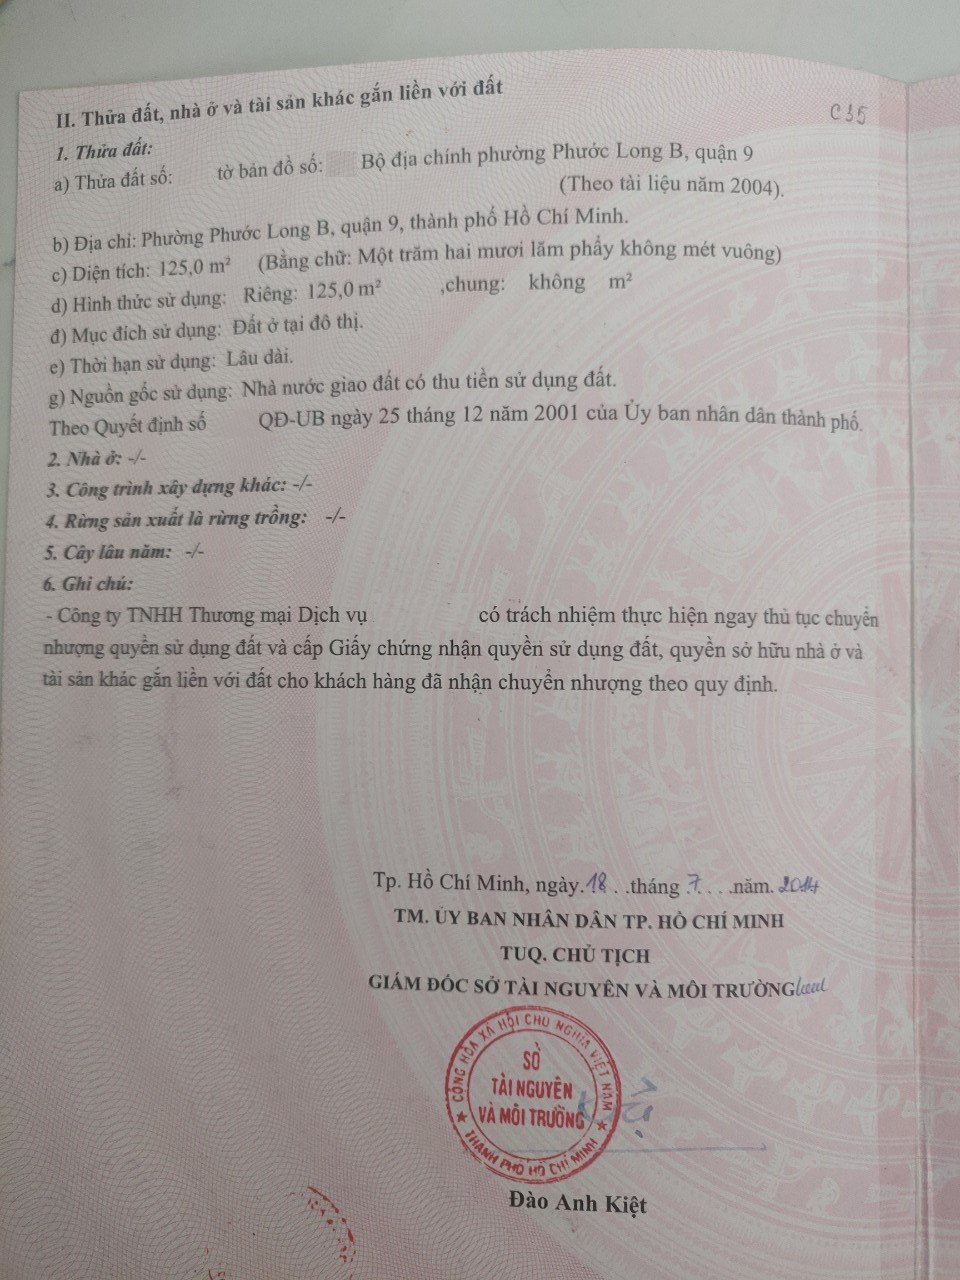 C35
II. Thửa đất, nhà ở và tài sản khác gắn liền với đất
1. Thửa đất:
a) Thửa đất số: tờ bản đồ số: Bộ địa chính phường Phước Long B, quận 9
(Theo tài liệu năm 2004).
b) Địa chỉ: Phường Phước Long B, quận 9, thành phố Hồ Chí Minh.
c) Diện tích: 125,0 m² (Bằng chữ: Một trăm hai mươi lăm phẩy không mét vuông)
d) Hình thức sử dụng: Riêng: 125,0 m² ,chung: không m²
đ) Mục đích sử dụng: Đất ở tại đô thị.
e) Thời hạn sử dụng: Lâu dài.
g) Nguồn gốc sử dụng: Nhà nước giao đất có thu tiền sử dụng đất.
Theo Quyết định số QĐ-UB ngày 25 tháng 12 năm 2001 của Ủy ban nhân dân thành phố.
2. Nhà ở: -/-
3. Công trình xây dựng khác: -/-
4. Rừng sản xuất là rừng trồng: -/-
5. Cây lâu năm: -/-
6. Ghi chú:
- Công ty TNHH Thương mại Dịch vụ có trách nhiệm thực hiện ngay thủ tục chuyển
nhượng quyền sử dụng đất và cấp Giấy chứng nhận quyền sử dụng đất, quyền sở hữu nhà ở và
tài sản khác gắn liền với đất cho khách hàng đã nhận chuyển nhượng theo quy định.
Tp. Hồ Chí Minh, ngày.18. .tháng .7. . . .năm. 2014
TM. ỦY BAN NHÂN DÂN TP. HỒ CHÍ MINH
TUQ. CHỦ TỊCH
GIÁM ĐỐC SỞ TÀI NGUYÊN VÀ MÔI TRƯỜNG
CỘNG HÒA XÃ HỘI CHỦ NGHĨA VIỆT NAM
SỞ
TÀI NGUYÊN
VÀ MÔI TRƯỜNG
THÀNH PHỐ HỒ CHÍ MINH
Đào Anh Kiệt